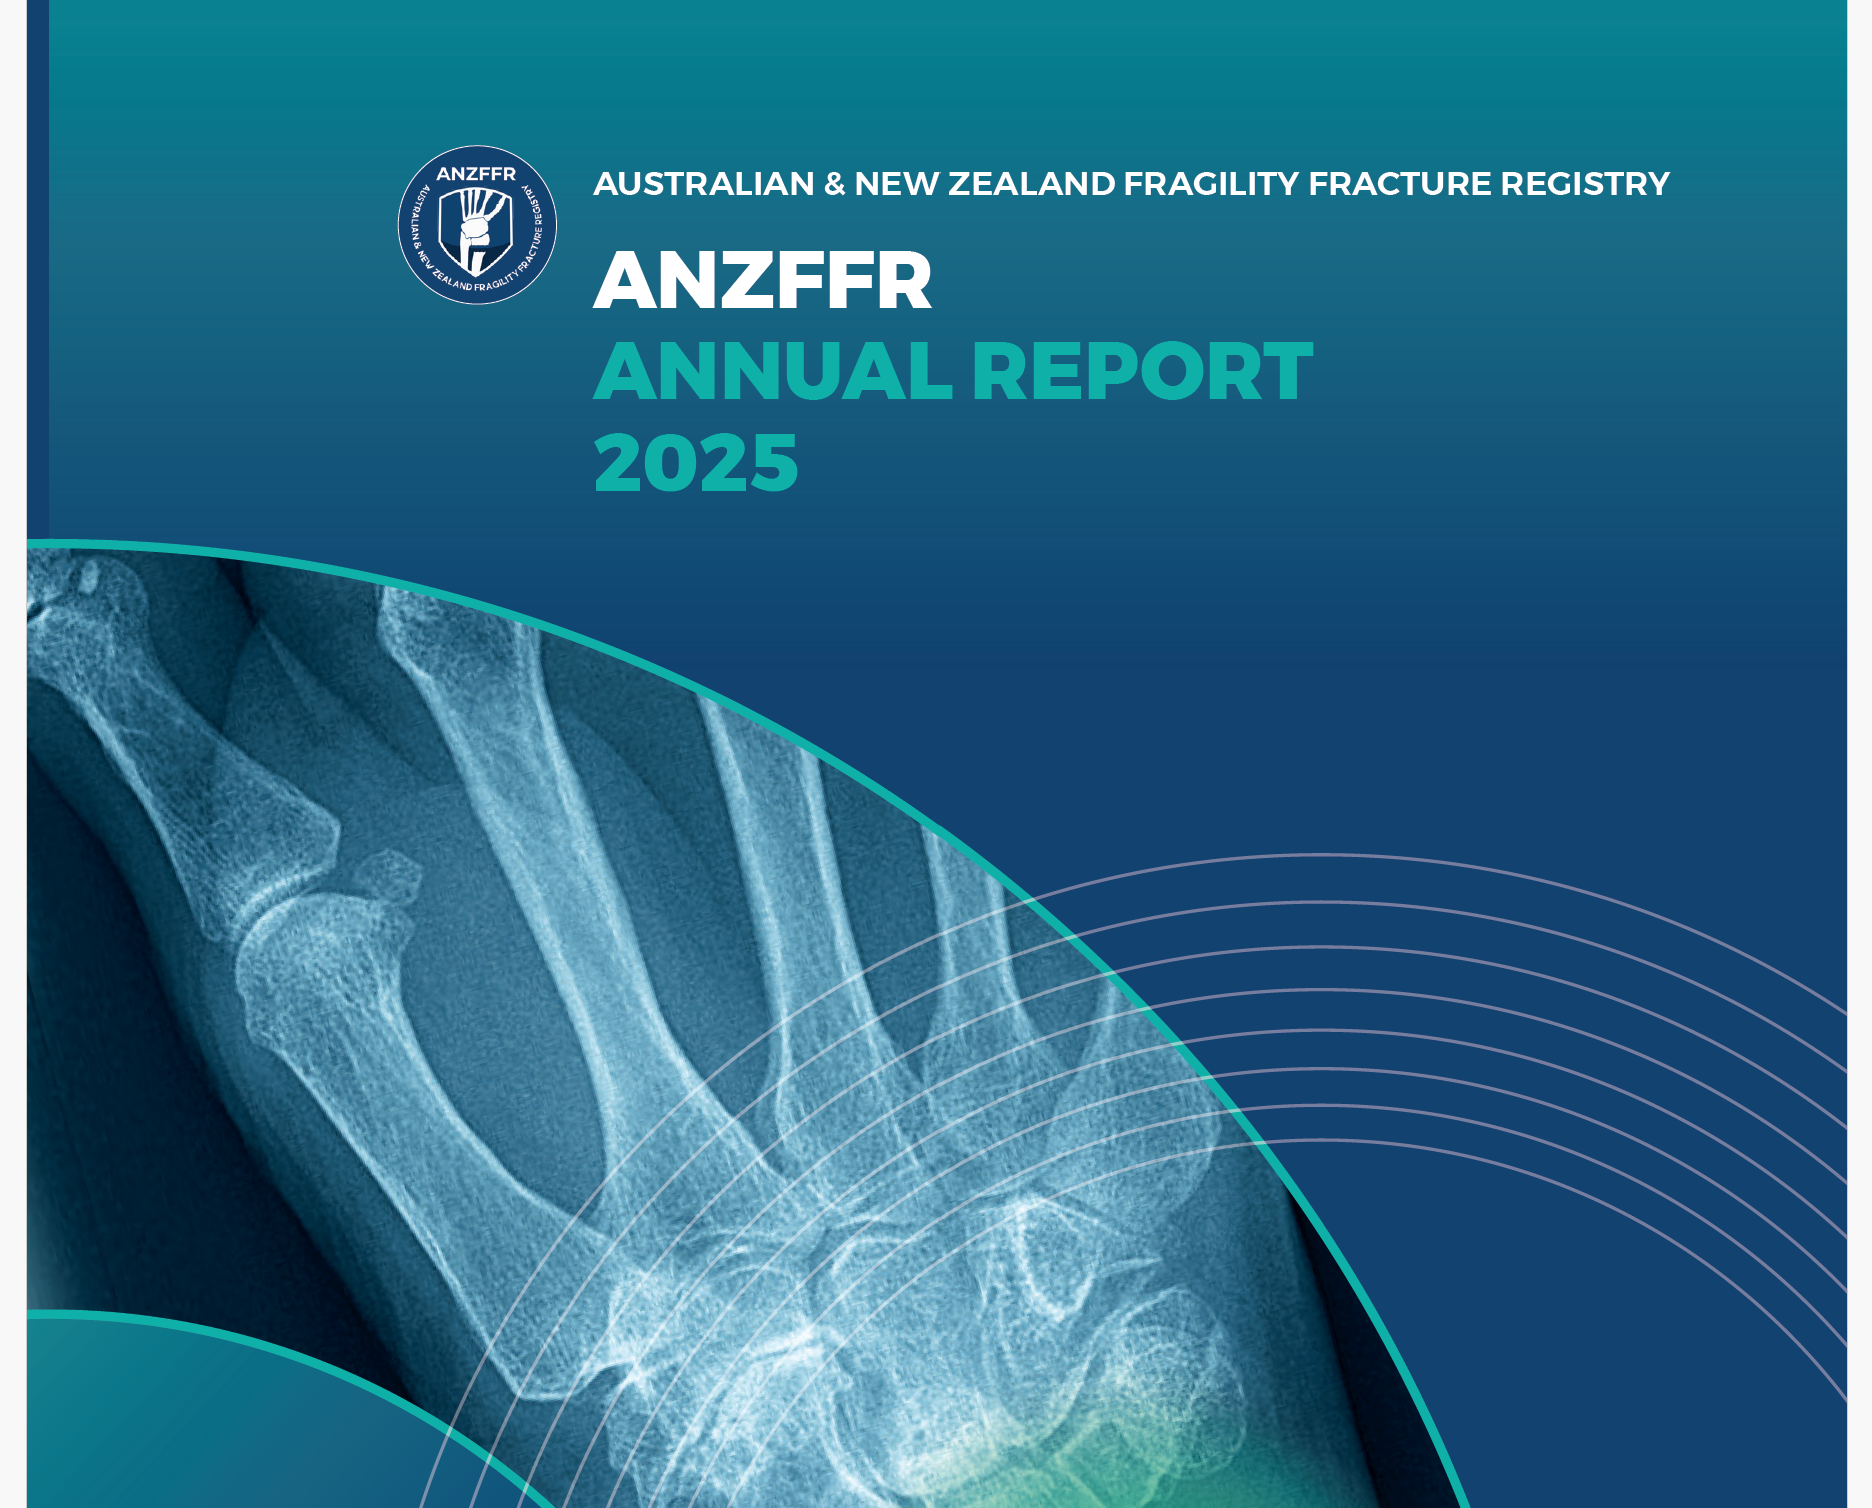 ANZFFR
AUSTRALIAN & NEW ZEALAND FRAGILITY FRACTURE REGISTRY
AUSTRALIAN & NEW ZEALAND FRAGILITY FRACTURE REGISTRY
ANZFFR
ANNUAL REPORT
2025